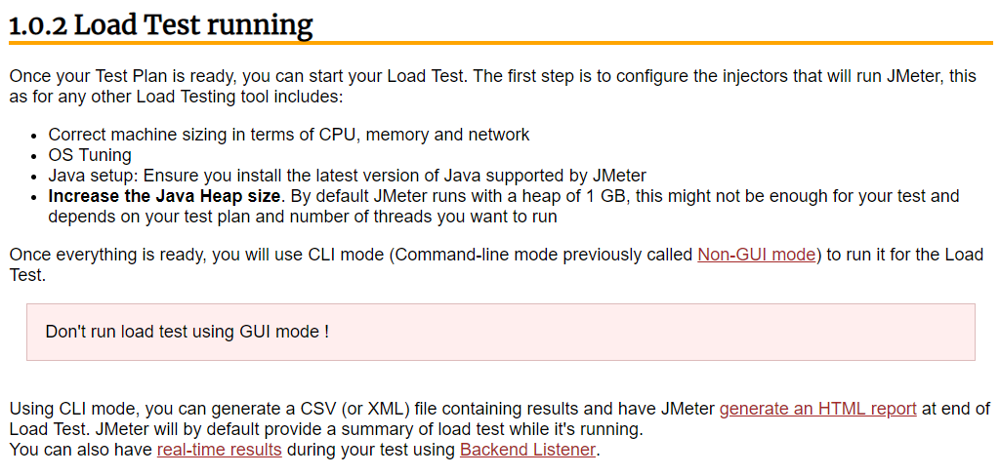 1.0.2 Load Test running
Once your Test Plan is ready, you can start your Load Test. The first step is to configure the injectors that will run JMeter, this
as for any other Load Testing tool includes:
• Correct machine sizing in terms of CPU, memory and network
• OS Tuning
• Java setup: Ensure you install the latest version of Java supported by JMeter
• Increase the Java Heap size. By default JMeter runs with a heap of 1 GB, this might not be enough for your test and
depends on your test plan and number of threads you want to run
Once everything is ready, you will use CLI mode (Command-line mode previously called Non-GUI mode) to run it for the Load
Test.
Don't run load test using GUI mode !
Using CLI mode, you can generate a CSV (or XML) file containing results and have JMeter generate an HTML report at end of
Load Test. JMeter will by default provide a summary of load test while it's running.
You can also have real-time results during your test using Backend Listener.